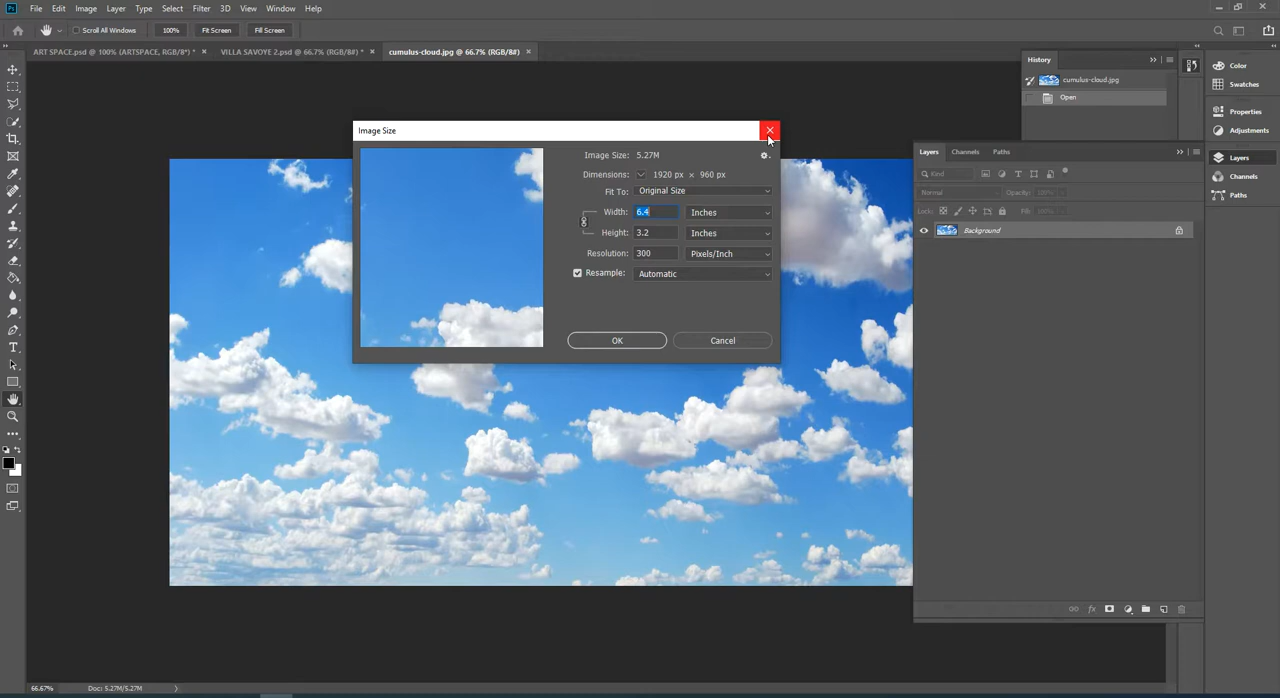 Ps File Edit Image Layer Type Select Filter 3D View Window Help
Scroll All Windows 100% Fit Screen Fill Screen
ART SPACE.psd @ 100% (ARTSPACE, RGB/8*) * × VILLA SAVOYE 2.psd @ 66.7% (RGB/8#) * × cumulus-cloud.jpg @ 66.7% (RGB/8#) ×
History
cumulus-cloud.jpg
Open
Color
Swatches
Properties
Adjustments
Layers
Channels
Paths
Image Size
Image Size: 5.27M
Dimensions: 1920 px × 960 px
Fit To: Original Size
Width: 6.4 Inches
Height: 3.2 Inches
Resolution: 300 Pixels/Inch
Resample: Automatic
OK Cancel
Layers Channels Paths
Kind
Normal Opacity: 100%
Lock: Fill: 100%
Background
T
66.67% Doc: 5.27M/5.27M